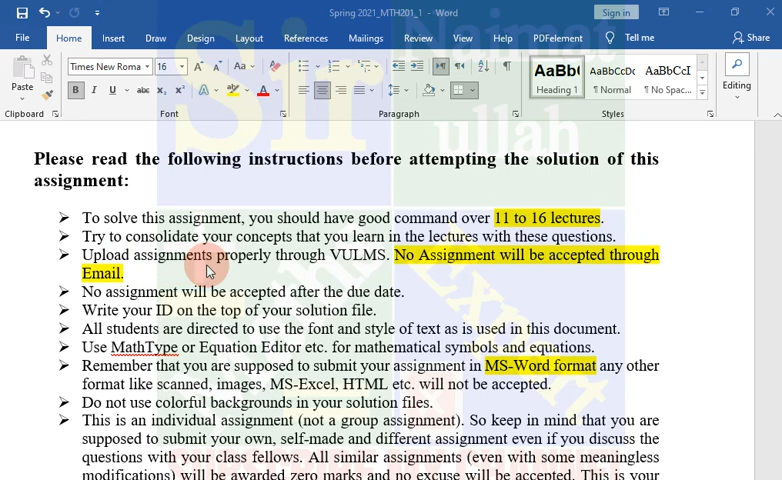 Spring 2021_MTH201_1 - Word
Sign in
File
Home
Insert
Draw
Design
Layout
References
Mailings
Review
View
Help
PDFelement
Tell me
Share
Paste
Clipboard
Times New Roma
16
Aa
B I U abc x₂ x²
Font
Paragraph
AaBb(
Heading 1
AaBbCcDc
¶ Normal
AaBbCcI
¶ No Spac...
Styles
Editing
Sir
Naimat
ullah
Please read the following instructions before attempting the solution of this
assignment:
➢ To solve this assignment, you should have good command over 11 to 16 lectures.
➢ Try to consolidate your concepts that you learn in the lectures with these questions.
➢ Upload assignments properly through VULMS. No Assignment will be accepted through
Email.
➢ No assignment will be accepted after the due date.
➢ Write your ID on the top of your solution file.
➢ All students are directed to use the font and style of text as is used in this document.
➢ Use MathType or Equation Editor etc. for mathematical symbols and equations.
➢ Remember that you are supposed to submit your assignment in MS-Word format any other
format like scanned, images, MS-Excel, HTML etc. will not be accepted.
➢ Do not use colorful backgrounds in your solution files.
➢ This is an individual assignment (not a group assignment). So keep in mind that you are
supposed to submit your own, self-made and different assignment even if you discuss the
questions with your class fellows. All similar assignments (even with some meaningless
modifications) will be awarded zero marks and no excuse will be accepted. This is your
Expert